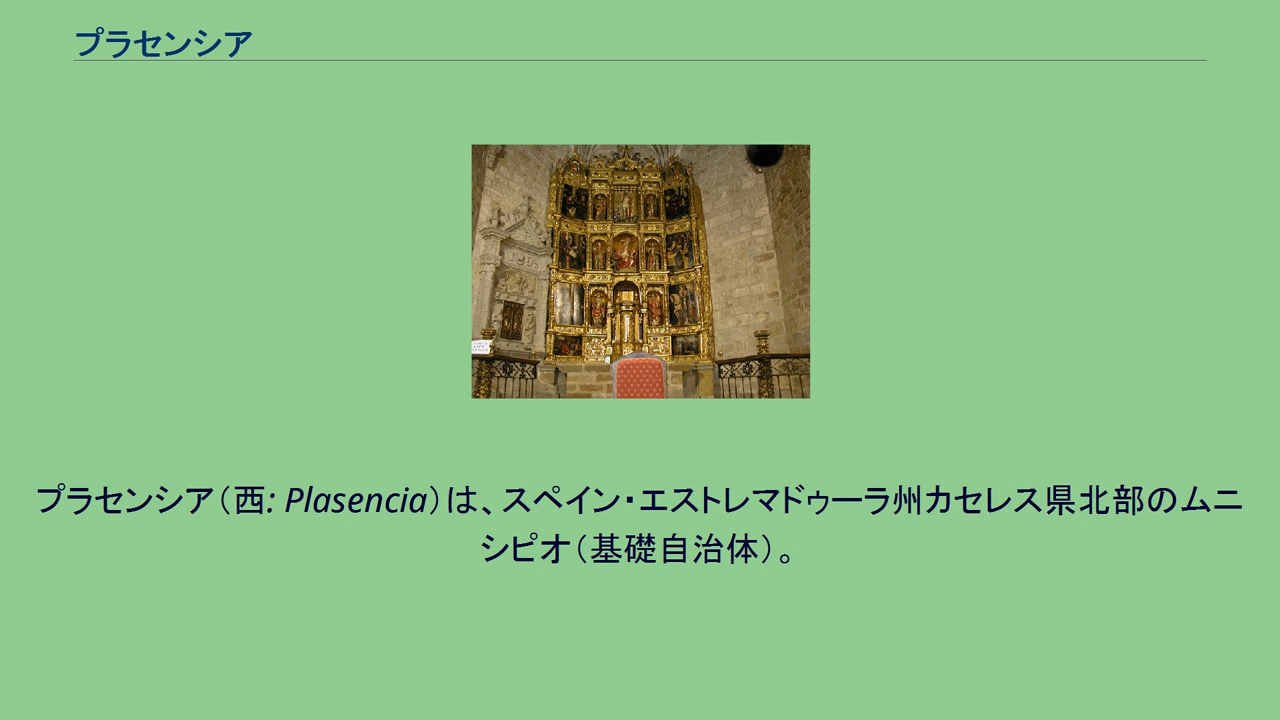 プラセンシア
プラセンシア（西: Plasencia）は、スペイン・エストレマドゥーラ州カセレス県北部のムニ
シピオ（基礎自治体）。